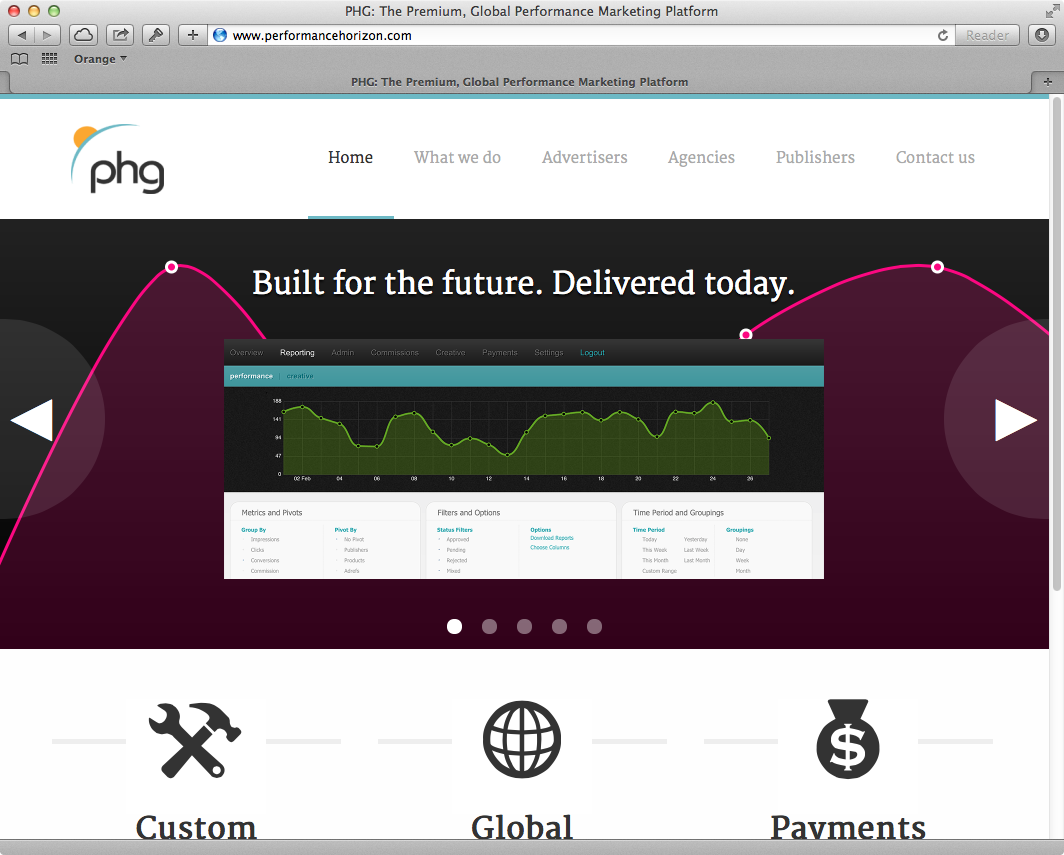 PHG: The Premium, Global Performance Marketing Platform
www.performancehorizon.com
Reader
Orange
PHG: The Premium, Global Performance Marketing Platform
phg
Home What we do Advertisers Agencies Publishers Contact us
Built for the future. Delivered today.
Overview Reporting Admin Commissions Creative Payments Settings Logout
performance creative
188
141
94
47
0
02 Feb 04 06 08 10 12 14 16 18 20 22 24 26
Metrics and Pivots Filters and Options Time Period and Groupings
Group By Pivot By Status Filters Options Time Period Groupings
Impressions No Pivot Approved Download Reports Today Yesterday None
Clicks Publishers Pending Choose Columns This Week Last Week Day
Conversions Products Rejected This Month Last Month Week
Commission Adrefs Mixed Custom Range Month
$
Custom Global Payments